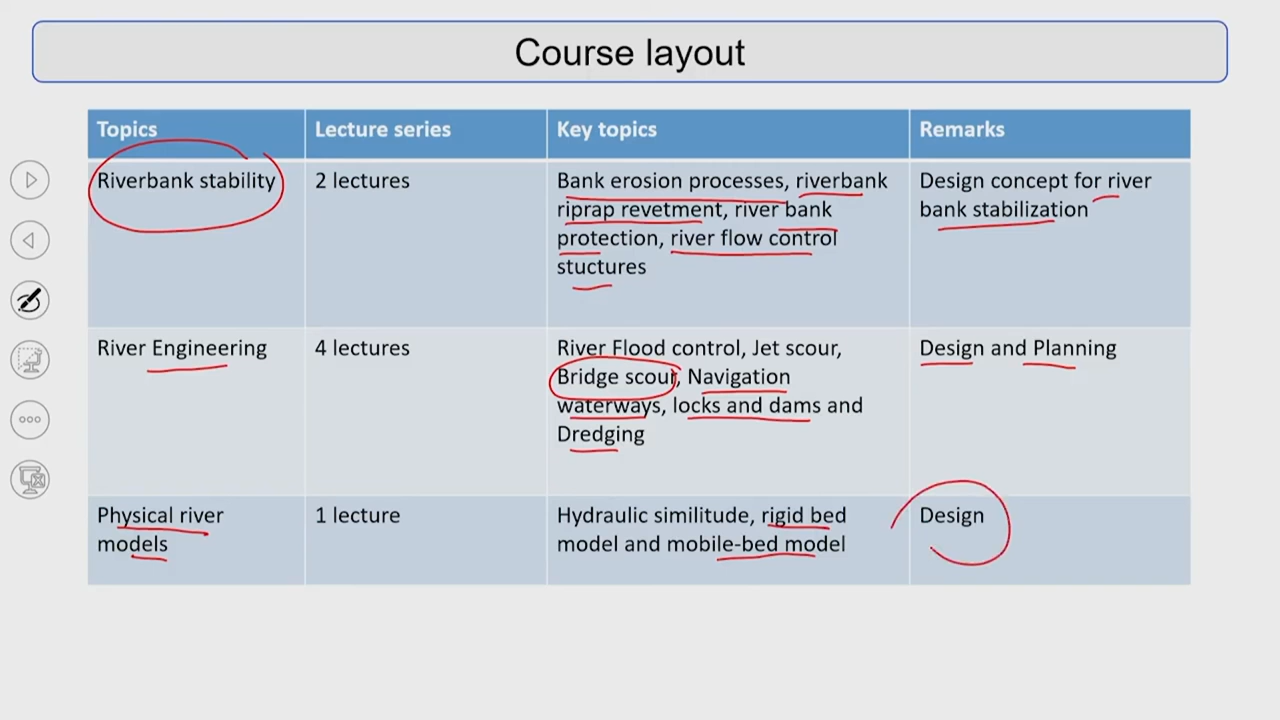 Course layout
Topics
Lecture series
Key topics
Remarks
Riverbank stability
2 lectures
Bank erosion processes, riverbank
riprap revetment, river bank
protection, river flow control
stuctures
Design concept for river
bank stabilization
River Engineering
4 lectures
River Flood control, Jet scour,
Bridge scour, Navigation
waterways, locks and dams and
Dredging
Design and Planning
Physical river
models
1 lecture
Hydraulic similitude, rigid bed
model and mobile-bed model
Design